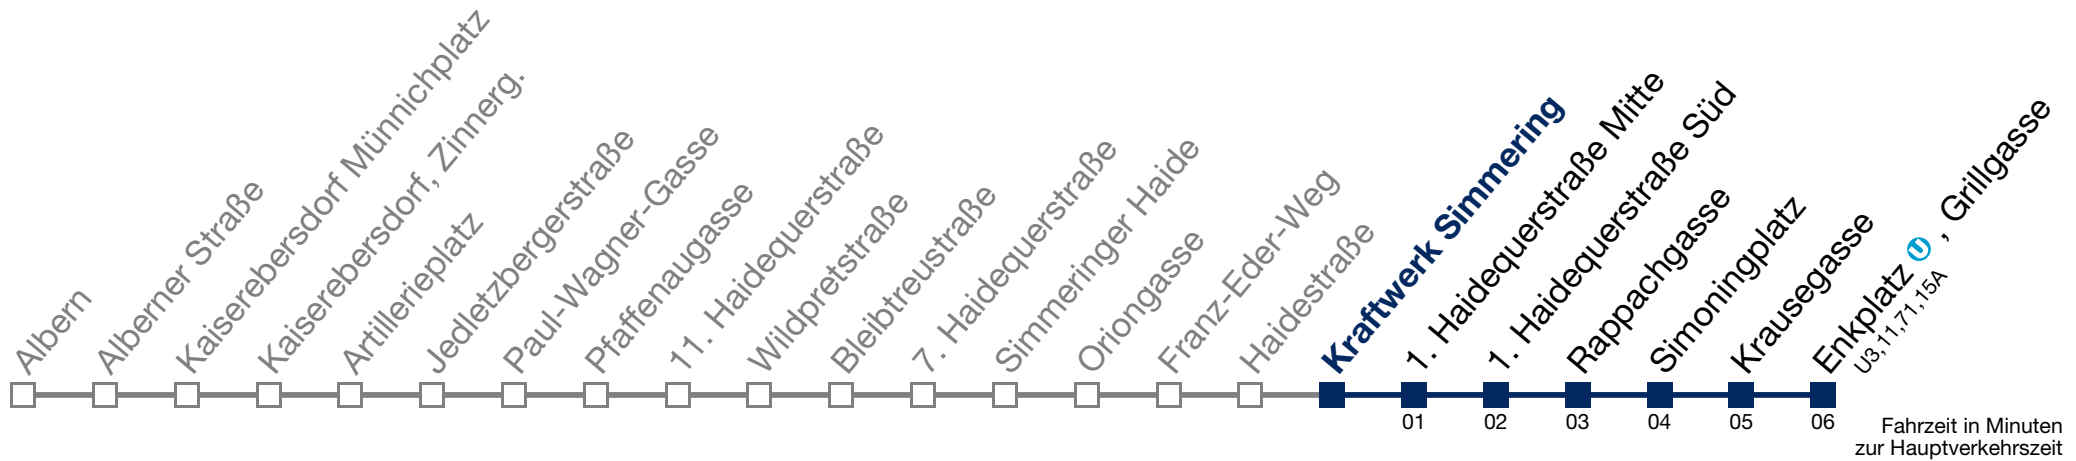 Albern
Alberner Straße
Kaiserebersdorf Münnichplatz
Kaiserebersdorf, Zinnerg.
Artillerieplatz
Jedletzbergerstraße
Paul-Wagner-Gasse
Pfaffenaugasse
11. Haidequerstraße
Wildpretstraße
Bleibtreustraße
7. Haidequerstraße
Simmeringer Haide
Oriongasse
Franz-Eder-Weg
Haidestraße
Kraftwerk Simmering
1. Haidequerstraße Mitte
1. Haidequerstraße Süd
Rappachgasse
Simoningplatz
Krausegasse
Enkplatz U , Grillgasse
U3,11,71,15A
01 02 03 04 05 06
Fahrzeit in Minuten
zur Hauptverkehrszeit